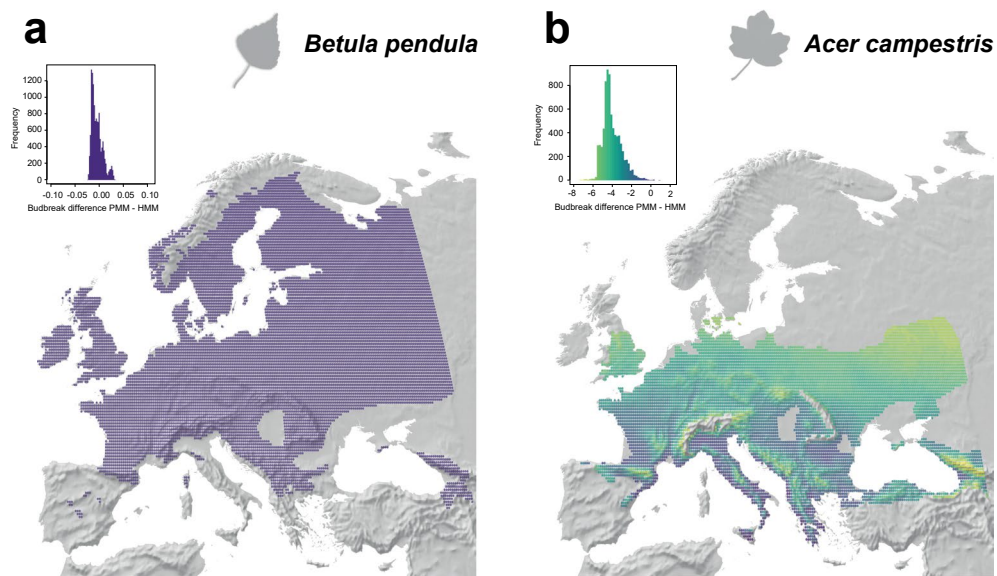 a
Betula pendula
1200
1000
800
600
400
200
0
Frequency
-0.10 -0.05 0.00 0.05 0.10
Budbreak difference PMM - HMM
b
Acer campestris
800
600
400
200
0
Frequency
-8 -6 -4 -2 0 2
Budbreak difference PMM - HMM